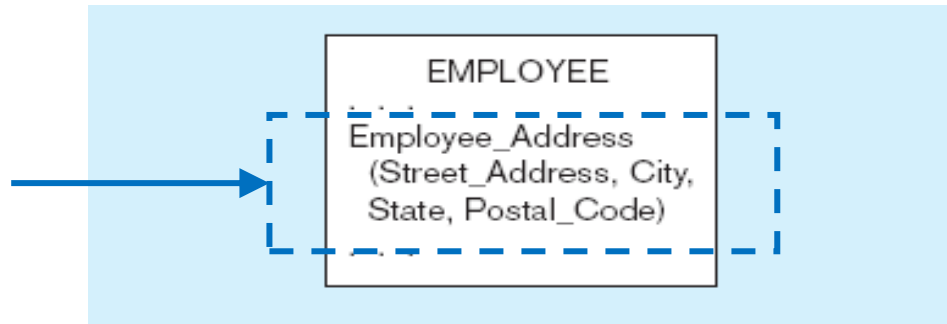 EMPLOYEE
. . .
Employee_Address
(Street_Address, City,
State, Postal_Code)
. . .